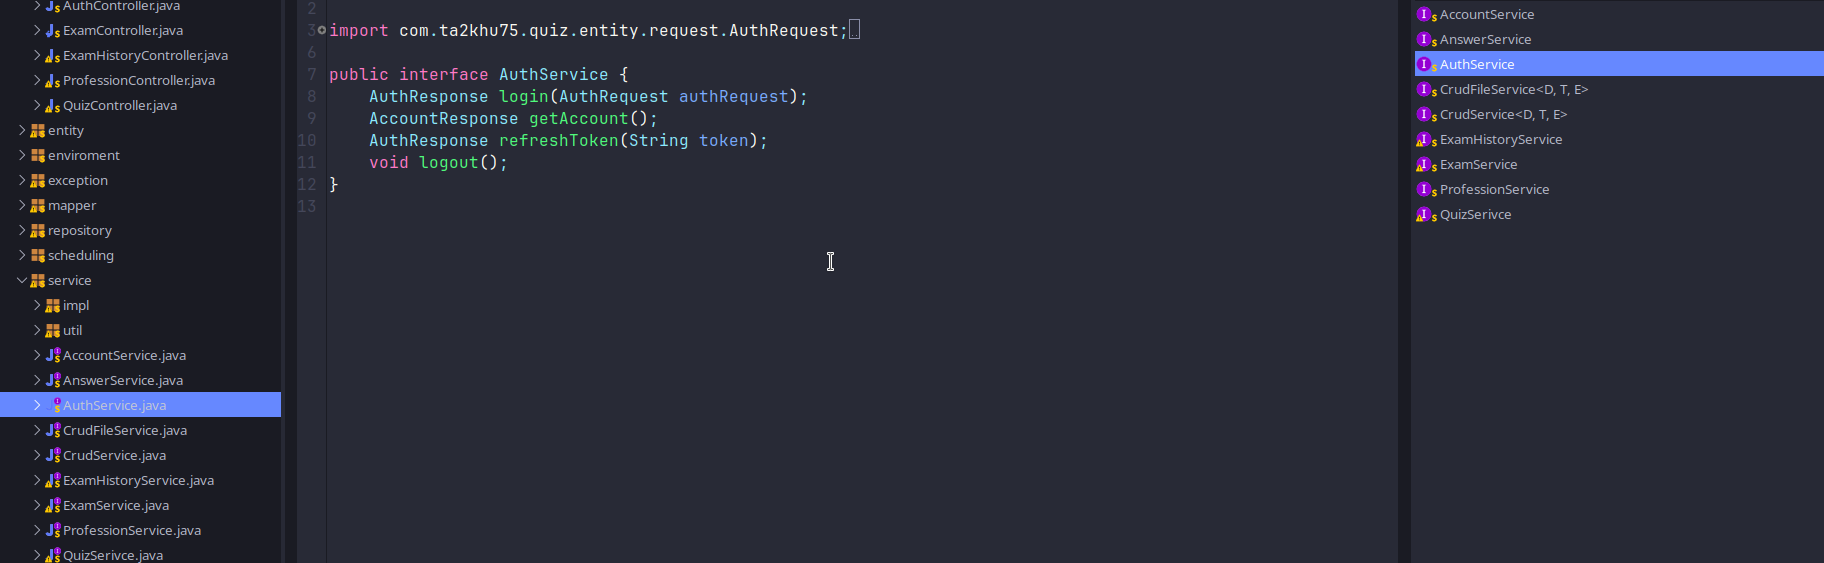 AuthController.java
ExamController.java
ExamHistoryController.java
ProfessionController.java
QuizController.java
entity
enviroment
exception
mapper
repository
scheduling
service
impl
util
AccountService.java
AnswerService.java
AuthService.java
CrudFileService.java
CrudService.java
ExamHistoryService.java
ExamService.java
ProfessionService.java
QuizSerivce.java
2
3 import com.ta2khu75.quiz.entity.request.AuthRequest;
6
7 public interface AuthService {
8 AuthResponse login(AuthRequest authRequest);
9 AccountResponse getAccount();
10 AuthResponse refreshToken(String token);
11 void logout();
12 }
13
AccountService
AnswerService
AuthService
CrudFileService<D, T, E>
CrudService<D, T, E>
ExamHistoryService
ExamService
ProfessionService
QuizSerivce